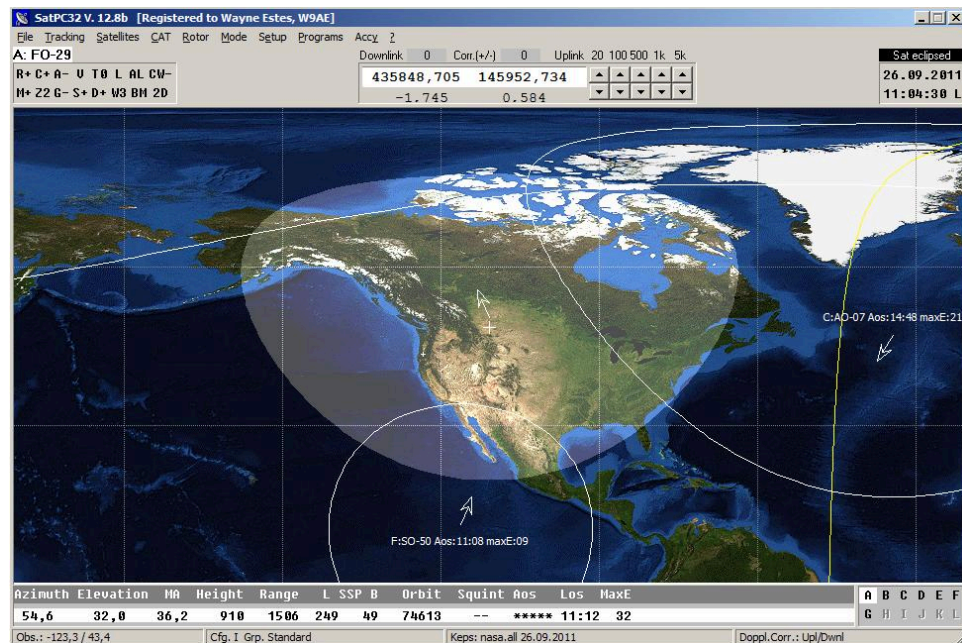 SatPC32 V. 12.8b [Registered to Wayne Estes, W9AE]
File Tracking Satellites CAT Rotor Mode Setup Programs Accy ?
A: FO-29
Downlink 0 Corr.(+/-) 0 Uplink 20 100 500 1k 5k
Sat eclipsed
R+ C+ A- V T0 L AL CW-
435848,705 145952,734
26.09.2011
M+ Z2 G- S+ D+ W3 BM 2D
-1.745 0.584
11:04:30 L
C:AO-07 Aos:14:48 maxE:21
F:SO-50 Aos:11:08 maxE:09
Azimuth Elevation MA Height Range L SSP B Orbit Squint Aos Los MaxE
A B C D E F
54,6 32,0 36,2 910 1506 249 49 74613 -- ***** 11:12 32
G H I J K L
Obs.: -123,3 / 43,4 Cfg. I Grp. Standard Keps: nasa.all 26.09.2011 Doppl.Corr.: Upl/Dwnl